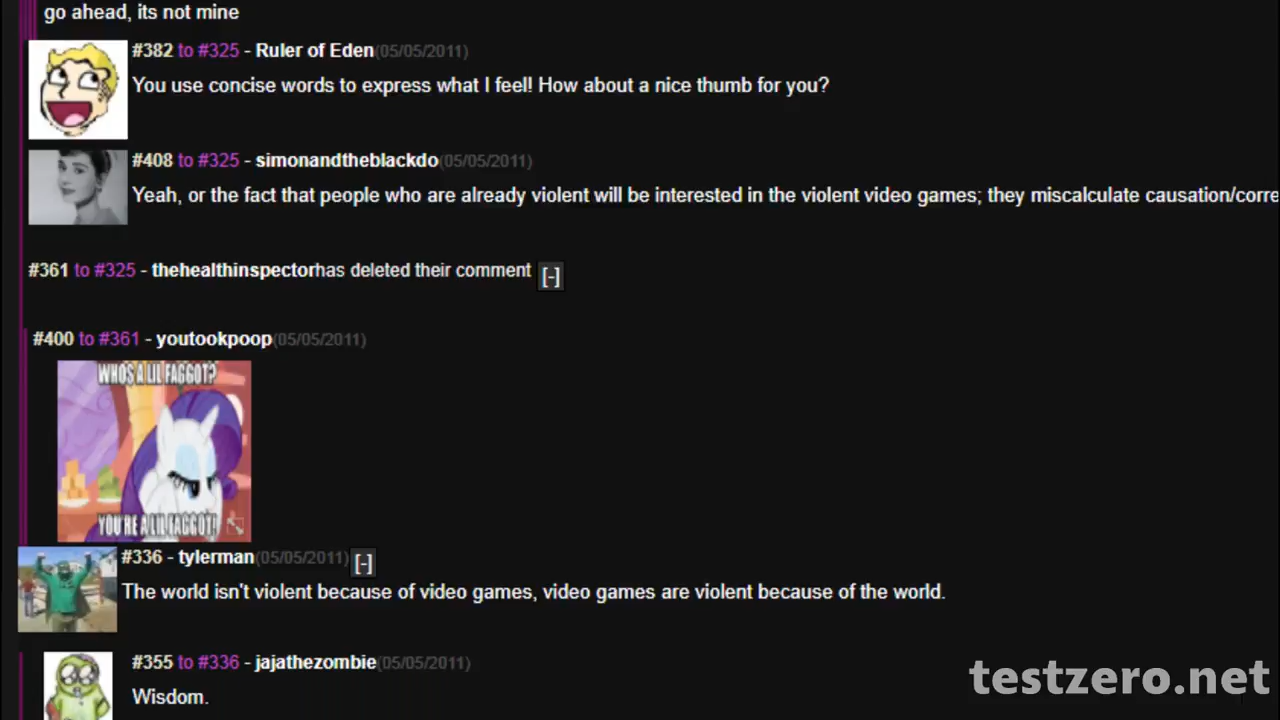 go ahead, its not mine
#382 to #325 - Ruler of Eden(05/05/2011)
You use concise words to express what I feel! How about a nice thumb for you?
#408 to #325 - simonandtheblackdo(05/05/2011)
Yeah, or the fact that people who are already violent will be interested in the violent video games; they miscalculate causation/corre
#361 to #325 - thehealthinspectorhas deleted their comment [-]
#400 to #361 - youtookpoop(05/05/2011)
WHOS A LIL FAGGOT?
YOU'RE A LIL FAGGOT!
#336 - tylerman(05/05/2011) [-]
The world isn't violent because of video games, video games are violent because of the world.
#355 to #336 - jajathezombie(05/05/2011)
Wisdom.
testzero.net